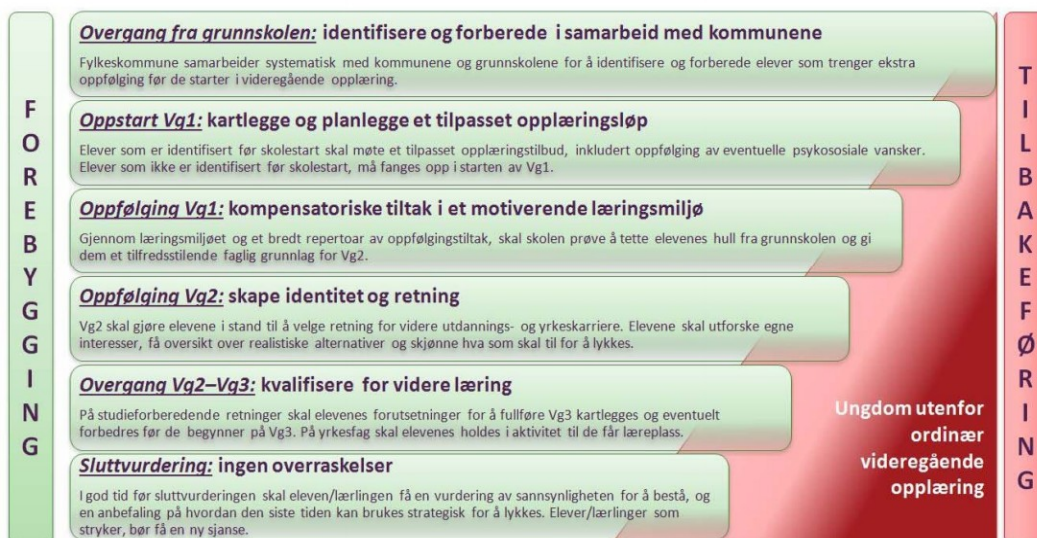 FOREBYGGING
Overgang fra grunnskolen: identifisere og forberede i samarbeid med kommunene
Fylkeskommune samarbeider systematisk med kommunene og grunnskolene for å identifisere og forberede elever som trenger ekstra
oppfølging før de starter i videregående opplæring.
Oppstart Vg1: kartlegge og planlegge et tilpasset opplæringsløp
Elever som er identifisert før skolestart skal møte et tilpasset opplæringstilbud, inkludert oppfølging av eventuelle psykososiale vansker.
Elever som ikke er identifisert før skolestart, må fanges opp i starten av Vg1.
Oppfølging Vg1: kompensatoriske tiltak i et motiverende læringsmiljø
Gjennom læringsmiljøet og et bredt repertoar av oppfølgingstiltak, skal skolen prøve å tette elevenes hull fra grunnskolen og gi
dem et tilfredsstilende faglig grunnlag for Vg2.
Oppfølging Vg2: skape identitet og retning
Vg2 skal gjøre elevene i stand til å velge retning for videre utdannings- og yrkeskarriere. Elevene skal utforske egne
interesser, få oversikt over realistiske alternativer og skjønne hva som skal til for å lykkes.
Overgang Vg2–Vg3: kvalifisere for videre læring
På studieforberedende retninger skal elevenes forutsetninger for å fullføre Vg3 kartlegges og eventuelt
forbedres før de begynner på Vg3. På yrkesfag skal elevenes holdes i aktivitet til de får læreplass.
Sluttvurdering: ingen overraskelser
I god tid før sluttvurderingen skal eleven/lærlingen få en vurdering av sannsynligheten for å bestå, og
en anbefaling på hvordan den siste tiden kan brukes strategisk for å lykkes. Elever/lærlinger som
stryker, bør få en ny sjanse.
Ungdom utenfor
ordinær
videregående
opplæring
TILBAKEFØRING